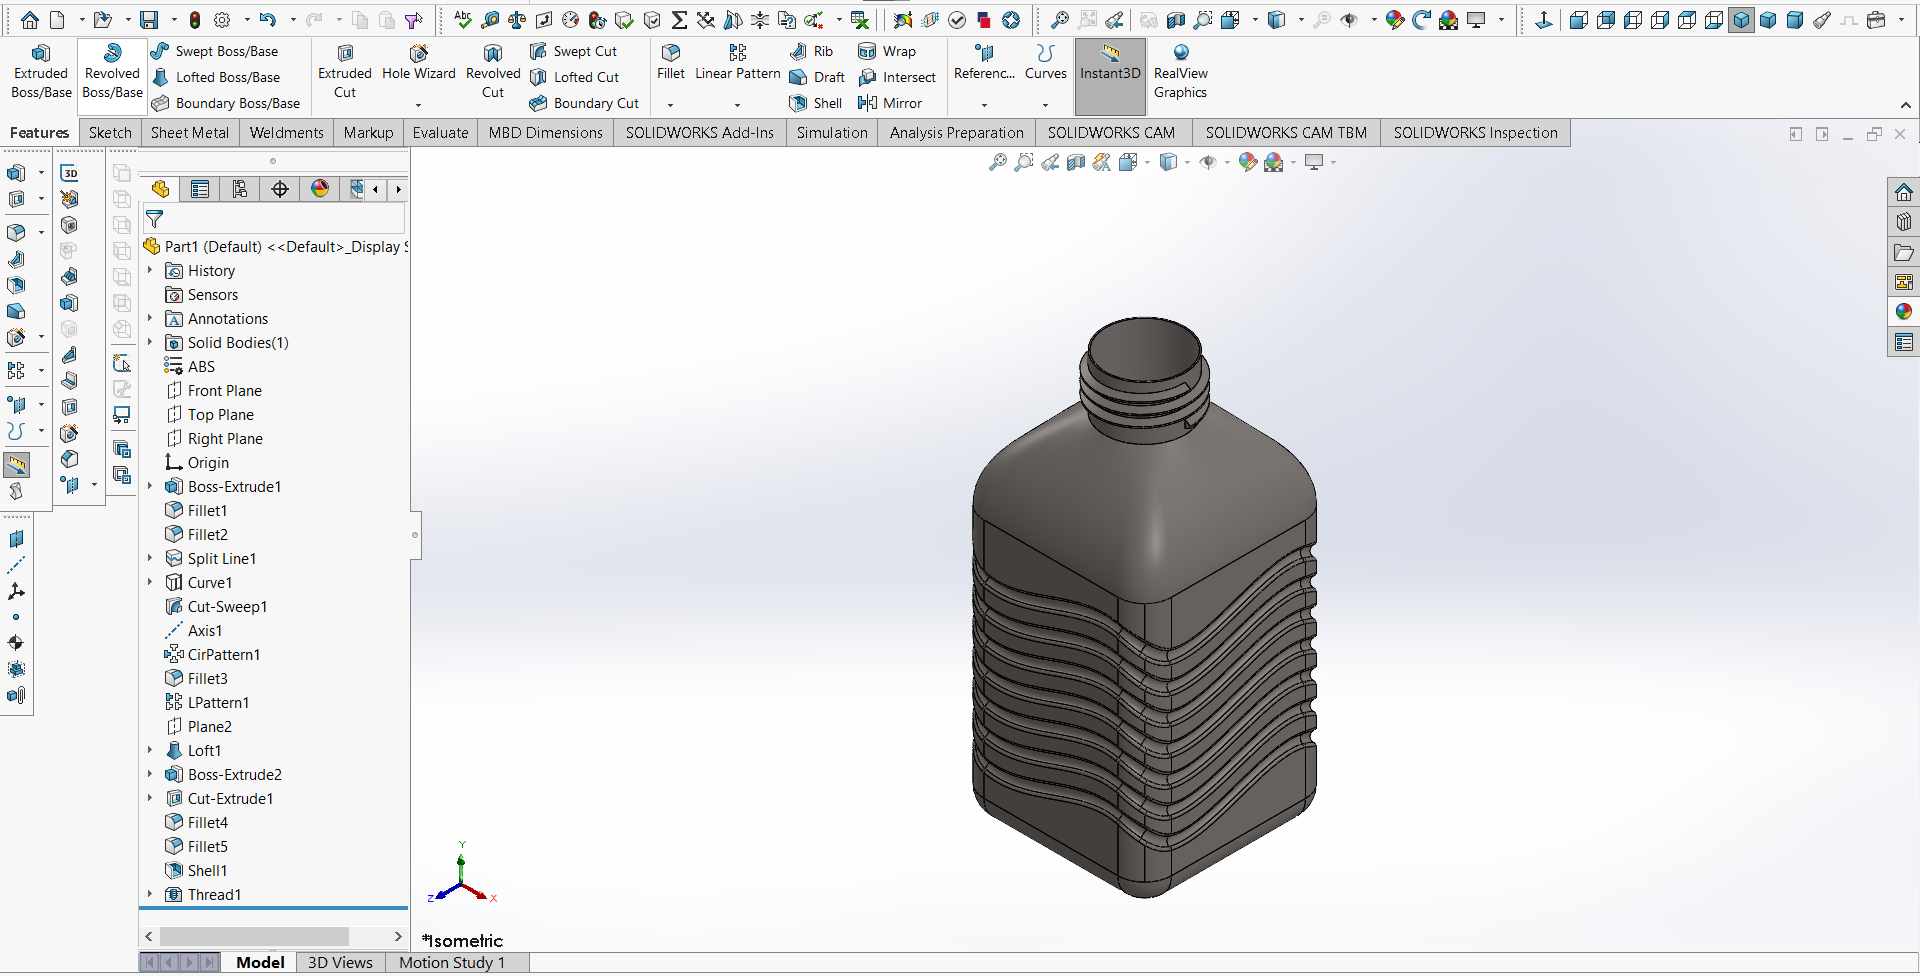 Extruded Boss/Base
Revolved Boss/Base
Swept Boss/Base
Lofted Boss/Base
Boundary Boss/Base
Extruded Cut
Hole Wizard
Revolved Cut
Swept Cut
Lofted Cut
Boundary Cut
Fillet
Linear Pattern
Rib
Draft
Shell
Wrap
Intersect
Mirror
Referenc...
Curves
Instant3D
RealView Graphics
Features
Sketch
Sheet Metal
Weldments
Markup
Evaluate
MBD Dimensions
SOLIDWORKS Add-Ins
Simulation
Analysis Preparation
SOLIDWORKS CAM
SOLIDWORKS CAM TBM
SOLIDWORKS Inspection
3D
Part1 (Default) <<Default>_Display S
History
Sensors
Annotations
Solid Bodies(1)
ABS
Front Plane
Top Plane
Right Plane
Origin
Boss-Extrude1
Fillet1
Fillet2
Split Line1
Curve1
Cut-Sweep1
Axis1
CirPattern1
Fillet3
LPattern1
Plane2
Loft1
Boss-Extrude2
Cut-Extrude1
Fillet4
Fillet5
Shell1
Thread1
Y
Z
X
*Isometric
Model
3D Views
Motion Study 1